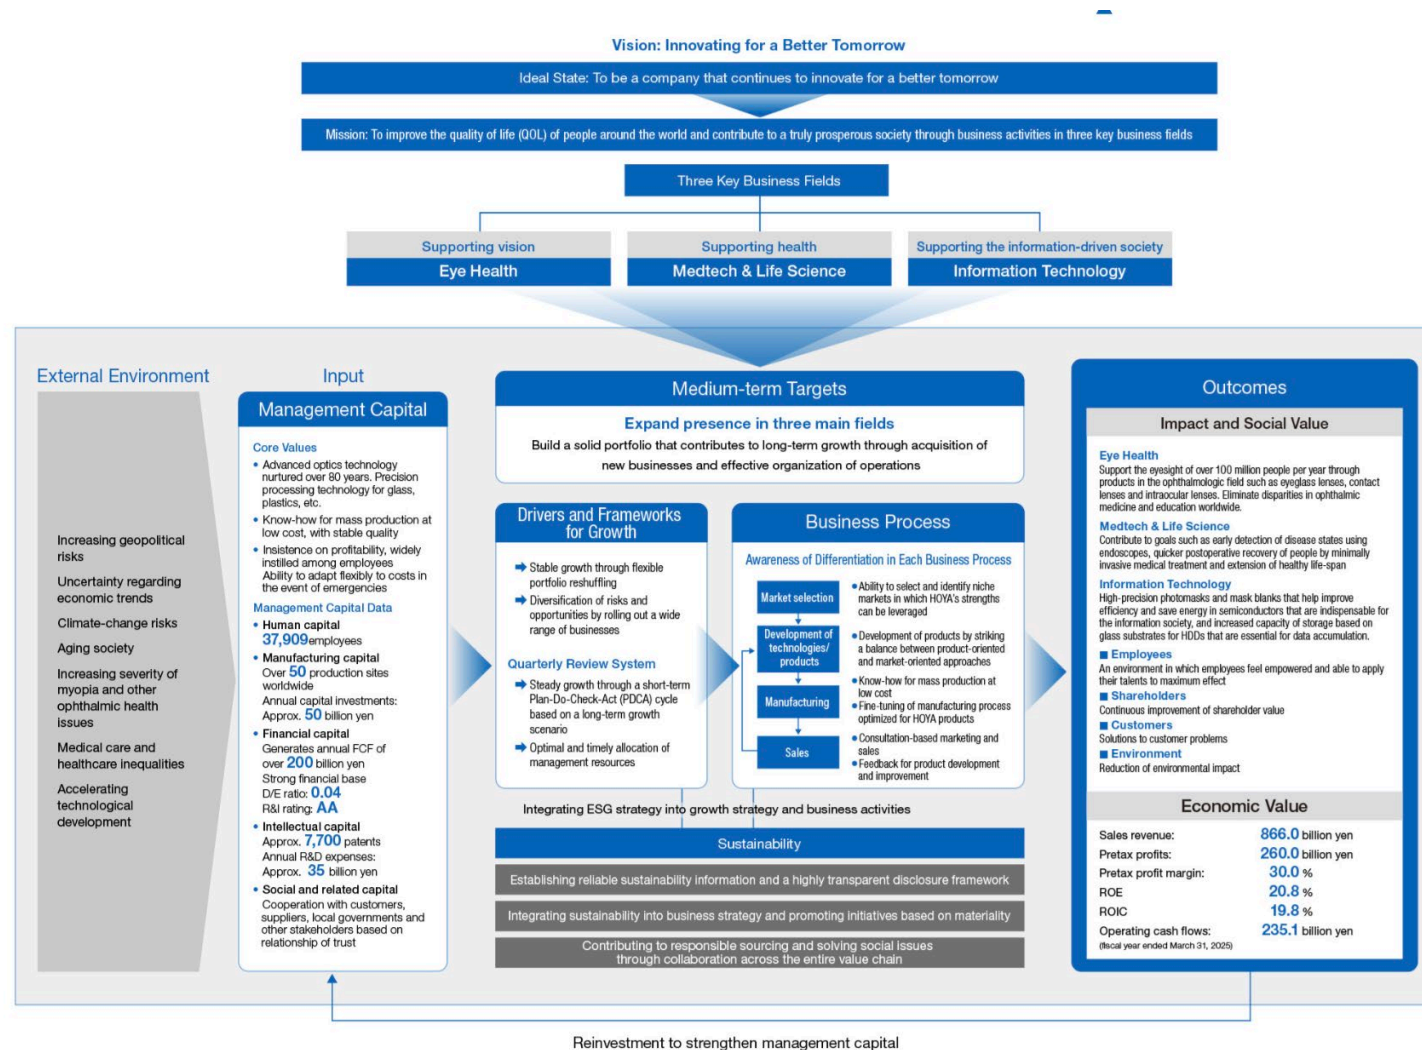 Vision: Innovating for a Better Tomorrow
Ideal State: To be a company that continues to innovate for a better tomorrow
Mission: To improve the quality of life (QOL) of people around the world and contribute to a truly prosperous society through business activities in three key business fields
Three Key Business Fields
Supporting vision
Eye Health
Supporting health
Medtech & Life Science
Supporting the information-driven society
Information Technology
External Environment
Increasing geopolitical
risks
Uncertainty regarding
economic trends
Climate-change risks
Aging society
Increasing severity of
myopia and other
ophthalmic health
issues
Medical care and
healthcare inequalities
Accelerating
technological
development
Input
Management Capital
Core Values
• Advanced optics technology
nurtured over 80 years. Precision
processing technology for glass,
plastics, etc.
• Know-how for mass production at
low cost, with stable quality
• Insistence on profitability, widely
instilled among employees
Ability to adapt flexibly to costs in
the event of emergencies
Management Capital Data
• Human capital
37,909 employees
• Manufacturing capital
Over 50 production sites
worldwide
Annual capital investments:
Approx. 50 billion yen
• Financial capital
Generates annual FCF of
over 200 billion yen
Strong financial base
D/E ratio: 0.04
R&I rating: AA
• Intellectual capital
Approx. 7,700 patents
Annual R&D expenses:
Approx. 35 billion yen
• Social and related capital
Cooperation with customers,
suppliers, local governments and
other stakeholders based on
relationship of trust
Medium-term Targets
Expand presence in three main fields
Build a solid portfolio that contributes to long-term growth through acquisition of
new businesses and effective organization of operations
Drivers and Frameworks
for Growth
Stable growth through flexible
portfolio reshuffling
Diversification of risks and
opportunities by rolling out a wide
range of businesses
Quarterly Review System
Steady growth through a short-term
Plan-Do-Check-Act (PDCA) cycle
based on a long-term growth
scenario
Optimal and timely allocation of
management resources
Business Process
Awareness of Differentiation in Each Business Process
Market selection
• Ability to select and identify niche
markets in which HOYA's strengths
can be leveraged
Development of
technologies/
products
• Development of products by striking
a balance between product-oriented
and market-oriented approaches
Manufacturing
• Know-how for mass production at
low cost
• Fine-tuning of manufacturing process
optimized for HOYA products
Sales
• Consultation-based marketing and
sales
• Feedback for product development
and improvement
Integrating ESG strategy into growth strategy and business activities
Sustainability
Establishing reliable sustainability information and a highly transparent disclosure framework
Integrating sustainability into business strategy and promoting initiatives based on materiality
Contributing to responsible sourcing and solving social issues
through collaboration across the entire value chain
Outcomes
Impact and Social Value
Eye Health
Support the eyesight of over 100 million people per year through
products in the ophthalmologic field such as eyeglass lenses, contact
lenses and intraocular lenses. Eliminate disparities in ophthalmic
medicine and education worldwide.
Medtech & Life Science
Contribute to goals such as early detection of disease states using
endoscopes, quicker postoperative recovery of people by minimally
invasive medical treatment and extension of healthy life-span
Information Technology
High-precision photomasks and mask blanks that help improve
efficiency and save energy in semiconductors that are indispensable for
the information society, and increased capacity of storage based on
glass substrates for HDDs that are essential for data accumulation.
■ Employees
An environment in which employees feel empowered and able to apply
their talents to maximum effect
■ Shareholders
Continuous improvement of shareholder value
■ Customers
Solutions to customer problems
■ Environment
Reduction of environmental impact
Economic Value
Sales revenue: 866.0 billion yen
Pretax profits: 260.0 billion yen
Pretax profit margin: 30.0 %
ROE 20.8 %
ROIC 19.8 %
Operating cash flows: 235.1 billion yen
(fiscal year ended March 31, 2025)
Reinvestment to strengthen management capital